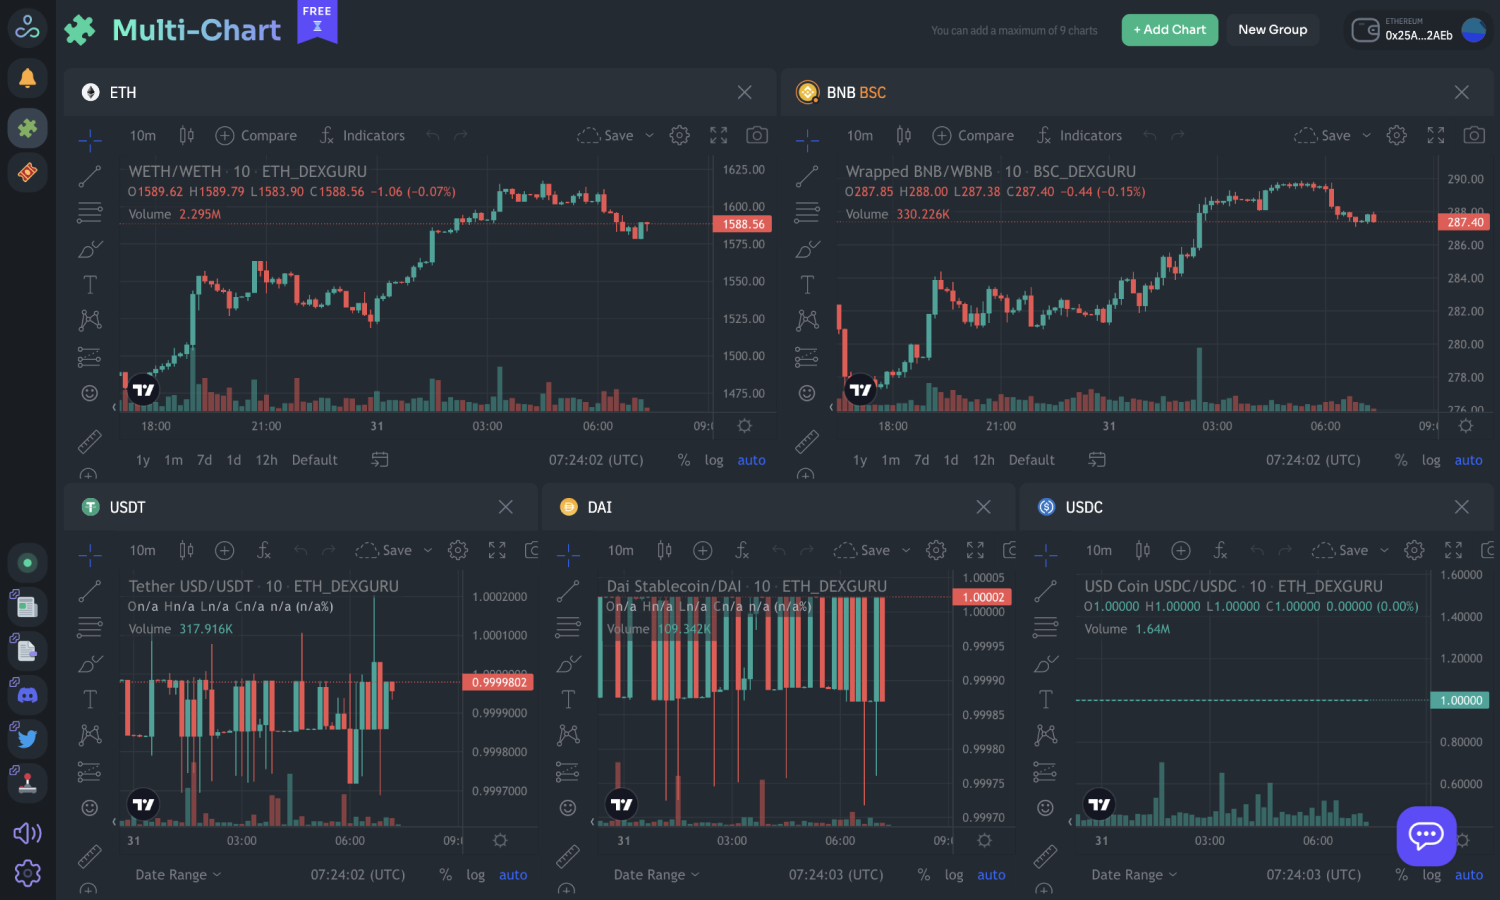 Multi-Chart
FREE
You can add a maximum of 9 charts
+ Add Chart
New Group
ETHEREUM
0x25A...2AEb
ETH
10m
Compare
Indicators
Save
WETH/WETH · 10 · ETH_DEXGURU
O1589.62 H1589.79 L1583.90 C1588.56 −1.06 (−0.07%)
Volume 2.295M
1625.00
1600.00
1588.56
1575.00
1550.00
1525.00
1500.00
1475.00
18:00 21:00 31 03:00 06:00
1y 1m 7d 1d 12h Default
07:24:02 (UTC)
% log auto
BNB BSC
10m
Compare
Indicators
Save
Wrapped BNB/WBNB · 10 · BSC_DEXGURU
O287.85 H288.00 L287.38 C287.40 −0.44 (−0.15%)
Volume 330.226K
290.00
288.00
287.40
286.00
284.00
282.00
280.00
278.00
276.00
18:00 21:00 31 03:00 06:00
1y 1m 7d 1d 12h Default
07:24:02 (UTC)
% log auto
USDT
10m
Save
Tether USD/USDT · 10 · ETH_DEXGURU
On/a Hn/a Ln/a Cn/a n/a (n/a%)
Volume 317.916K
1.0002000
1.0001000
1.0000000
0.9999802
0.9999000
0.9998000
0.9997000
31 03:00 06:00
Date Range
07:24:02 (UTC)
% log auto
DAI
10m
Save
Dai Stablecoin/DAI · 10 · ETH_DEXGURU
On/a Hn/a Ln/a Cn/a n/a (n/a%)
Volume 109.342K
1.00005
1.00002
1.00000
0.99995
0.99990
0.99985
0.99980
0.99975
0.99970
31 03:00 06:00
Date Range
07:24:03 (UTC)
% log auto
USDC
10m
Save
USD Coin USDC/USDC · 10 · ETH_DEXGURU
O1.00000 H1.00000 L1.00000 C1.00000 0.00000 (0.00%)
Volume 1.64M
1.60000
1.40000
1.20000
1.00000
0.80000
0.60000
31 03:00 06:00
Date Range
07:24:03 (UTC)
% log auto